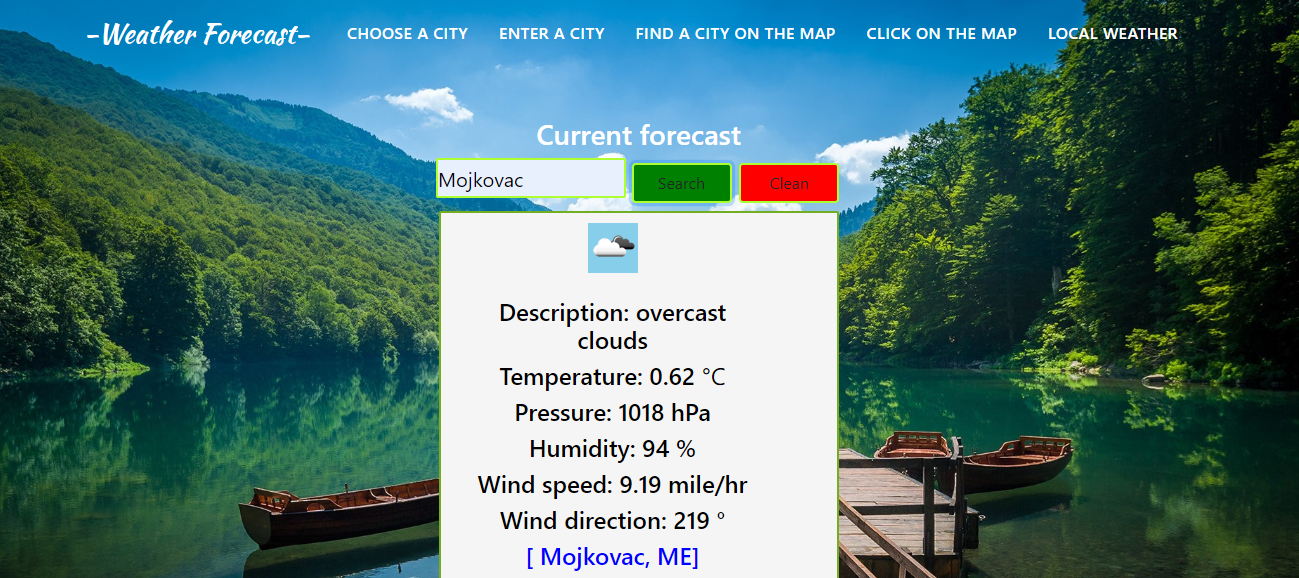 -Weather Forecast-
CHOOSE A CITY
ENTER A CITY
FIND A CITY ON THE MAP
CLICK ON THE MAP
LOCAL WEATHER
Current forecast
Mojkovac
Search
Clean
Description: overcast
clouds
Temperature: 0.62 °C
Pressure: 1018 hPa
Humidity: 94 %
Wind speed: 9.19 mile/hr
Wind direction: 219 °
[ Mojkovac, ME]